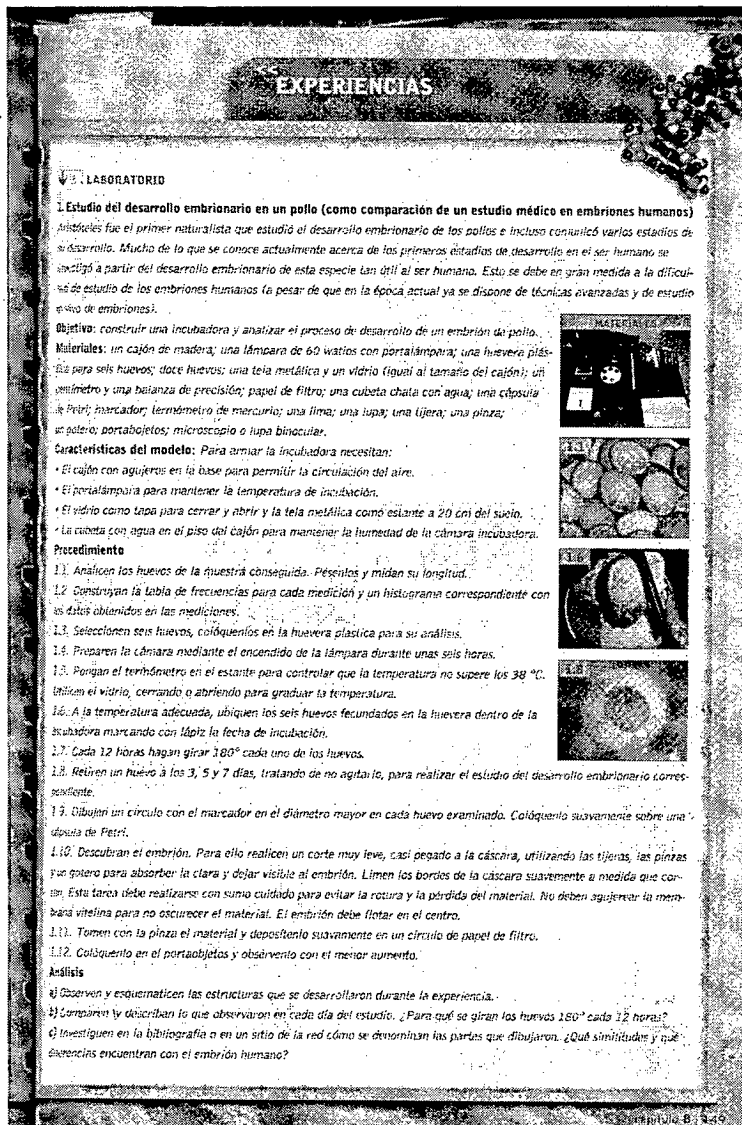 << EXPERIENCIAS
LABORATORIO
1. Estudio del desarrollo embrionario en un pollo (como comparación de un estudio médico en embriones humanos)
Aristóteles fue el primer naturalista que estudió el desarrollo embrionario de los pollos e incluso comunicó varios estadios de
su desarrollo. Mucho de lo que se conoce actualmente acerca de los primeros estadios de desarrollo en el ser humano se
investigó a partir del desarrollo embrionario de esta especie tan útil al ser humano. Esto se debe en gran medida a la dificul-
tad de estudio de los embriones humanos (a pesar de que en la época actual ya se dispone de técnicas avanzadas y de estudio
de embriones).
Objetivo: construir una incubadora y analizar el proceso de desarrollo de un embrión de pollo.
MATERIALES
Materiales: un cajón de madera; una lámpara de 60 watios con portalámpara; una huevera plás-
tica para seis huevos; doce huevos; una tela metálica y un vidrio (igual al tamaño del cajón); un
centímetro y una balanza de precisión; papel de filtro; una cubeta chata con agua; una cápsula
de Petri; marcador; termómetro de mercurio; una lima; una lupa; una tijera; una pinza;
un gotero; portaobjetos; microscopio o lupa binocular.
Características del modelo: Para armar la incubadora necesitan:
• El cajón con agujeros en la base para permitir la circulación del aire.
• El portalámpara para mantener la temperatura de incubación.
• El vidrio como tapa para cerrar y abrir y la tela metálica como estante a 20 cm del suelo.
• La cubeta con agua en el piso del cajón para mantener la humedad de la cámara incubadora.
Procedimiento
1.1. Analicen los huevos de la muestra conseguida. Pésenlos y midan su longitud.
1.2. Construyan la tabla de frecuencias para cada medición y un histograma correspondiente con
los datos obtenidos en las mediciones.
1.3. Seleccionen seis huevos, colóquenlos en la huevera plástica para su análisis.
1.4. Preparen la cámara mediante el encendido de la lámpara durante unas seis horas.
1.5. Pongan el termómetro en el estante para controlar que la temperatura no supere los 38 °C.
Utilicen el vidrio, cerrando o abriendo para graduar la temperatura.
1.6. A la temperatura adecuada, ubiquen los seis huevos fecundados en la huevera dentro de la
incubadora marcando con lápiz la fecha de incubación.
1.7. Cada 12 horas hagan girar 180° cada uno de los huevos.
1.8. Retiren un huevo a los 3, 5 y 7 días, tratando de no agitarlo, para realizar el estudio del desarrollo embrionario corres-
pondiente.
1.9. Dibujen un círculo con el marcador en el diámetro mayor en cada huevo examinado. Colóquenlo suavemente sobre una
cápsula de Petri.
1.10. Descubran el embrión. Para ello realicen un corte muy leve, casi pegado a la cáscara, utilizando las tijeras, las pinzas
y un gotero para absorber la clara y dejar visible al embrión. Limen los bordes de la cáscara suavemente a medida que cor-
tan. Esta tarea debe realizarse con sumo cuidado para evitar la rotura y la pérdida del material. No deben agujerear la mem-
brana vitelina para no oscurecer el material. El embrión debe flotar en el centro.
1.11. Tomen con la pinza el material y deposítenlo suavemente en un círculo de papel de filtro.
1.12. Colóquenlo en el portaobjetos y obsérvenlo con el menor aumento.
Análisis
a) Observen y esquematicen las estructuras que se desarrollaron durante la experiencia.
b) Comparen y describan lo que observaron en cada día del estudio. ¿Para qué se giran los huevos 180° cada 12 horas?
c) Investiguen en la bibliografía o en un sitio de la red cómo se denominan las partes que dibujaron. ¿Qué similitudes y qué
diferencias encuentran con el embrión humano?
1.1
1.6
1.8
capítulo 8